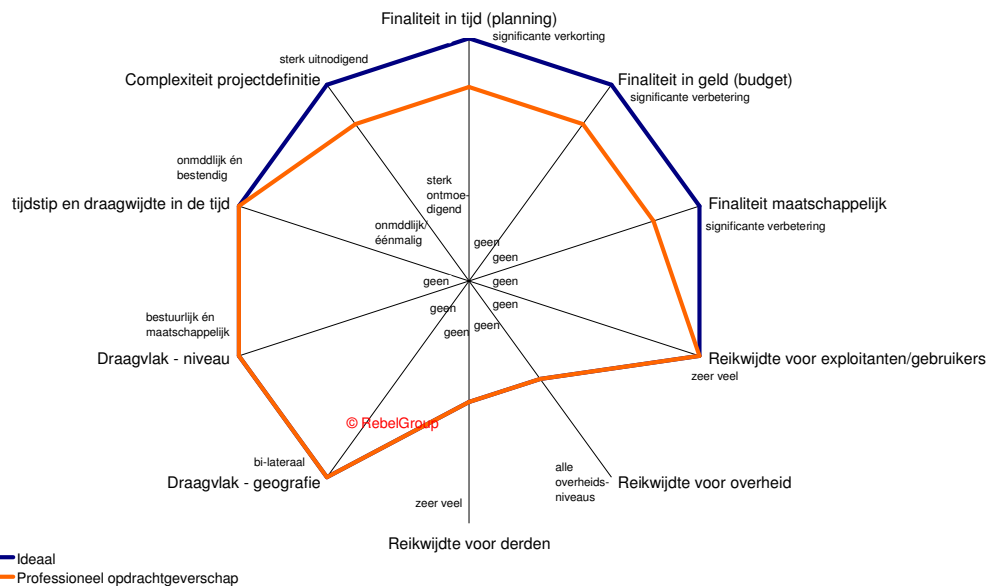 Finaliteit in tijd (planning)
significante verkorting
sterk uitnodigend
Complexiteit projectdefinitie
Finaliteit in geld (budget)
significante verbetering
onmddlijk én
bestendig
tijdstip en draagwijdte in de tijd
sterk
ontmoe-
digend
onmddlijk/
éénmalig
Finaliteit maatschappelijk
significante verbetering
geen
geen
geen
geen
geen
geen
geen
geen
bestuurlijk én
maatschappelijk
Draagvlak - niveau
Reikwijdte voor exploitanten/gebruikers
zeer veel
© RebelGroup
bi-lateraal
Draagvlak - geografie
alle
overheids-
niveaus
Reikwijdte voor overheid
zeer veel
Reikwijdte voor derden
Ideaal
Professioneel opdrachtgeverschap